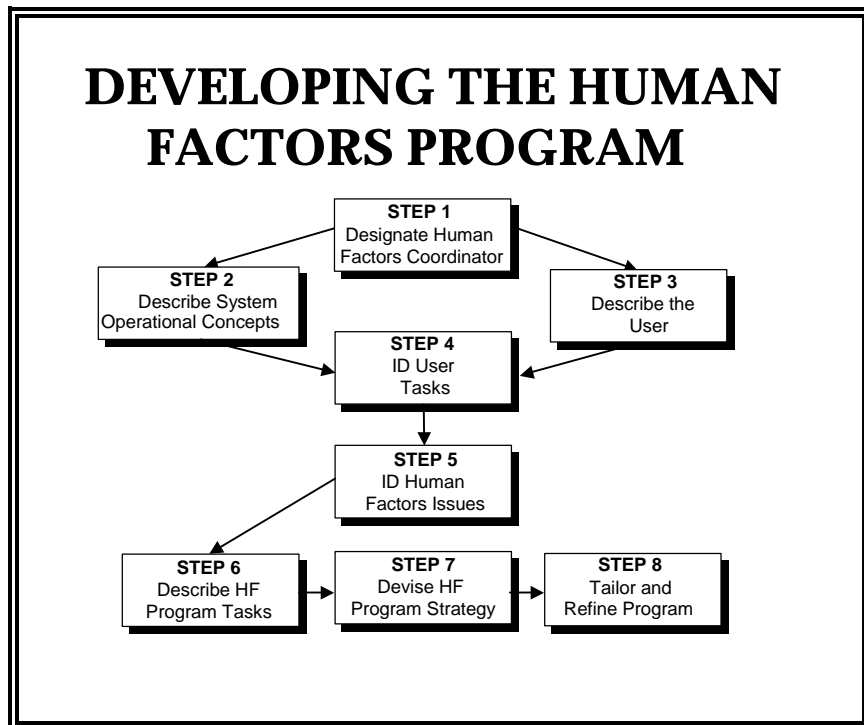 DEVELOPING THE HUMAN
FACTORS PROGRAM
STEP 1
Designate Human
Factors Coordinator
STEP 2
Describe System
Operational Concepts
STEP 3
Describe the
User
STEP 4
ID User
Tasks
STEP 5
ID Human
Factors Issues
STEP 6
Describe HF
Program Tasks
STEP 7
Devise HF
Program Strategy
STEP 8
Tailor and
Refine Program